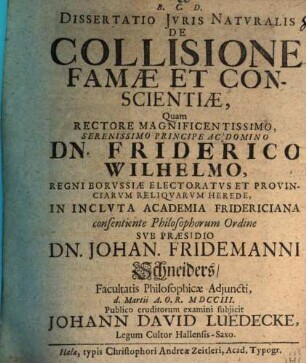 B. C. D.
DISSERTATIO JVRIS NATVRALIS
DE
COLLISIONE
FAMÆ ET CON-
SCIENTIÆ,
Quam
RECTORE MAGNIFICENTISSIMO,
SERENISSIMO PRINCIPE AC DOMINO
DN. FRIDERICO
WILHELMO,
REGNI BORVSSIÆ ELECTORATVS ET PROVIN-
CIARVM RELIQVARVM HEREDE,
IN INCLVTA ACADEMIA FRIDERICIANA
consentiente Philosophorum Ordine
SVB PRÆSIDIO
DN. JOHAN. FRIDEMANNI
Schneiders/
Facultatis Philosophicæ Adjuncti,
d. Martii A. O. R. MDCCIII.
Publico eruditorum examini subjicit
JOHANN DAVID LUEDECKE,
Legum Cultor Hallensis-Saxo.
Halæ, typis Christophori Andreæ Zeitleri, Acad. Typogr.